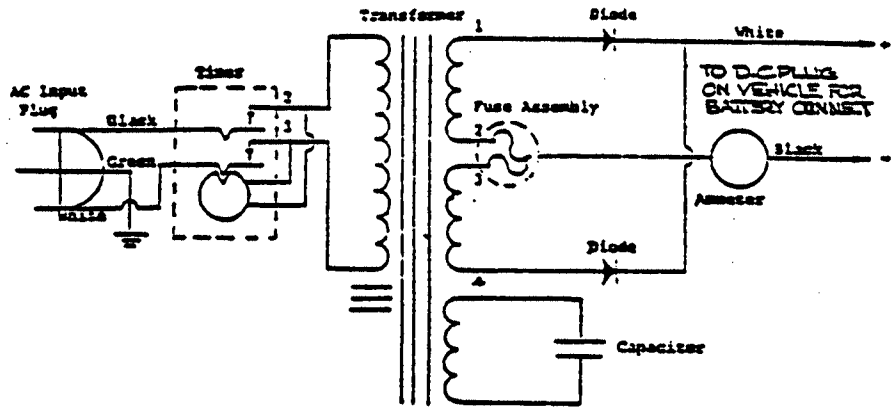 Transformer
Diode
1
White
+
Timer
TO D.C. PLUG
ON VEHICLE FOR
BATTERY CONNECT
AC Input
Plug
2
Fuse Assembly
Black
3
2
Black
-
Green
3
Ammeter
White
Diode
4
Capacitor